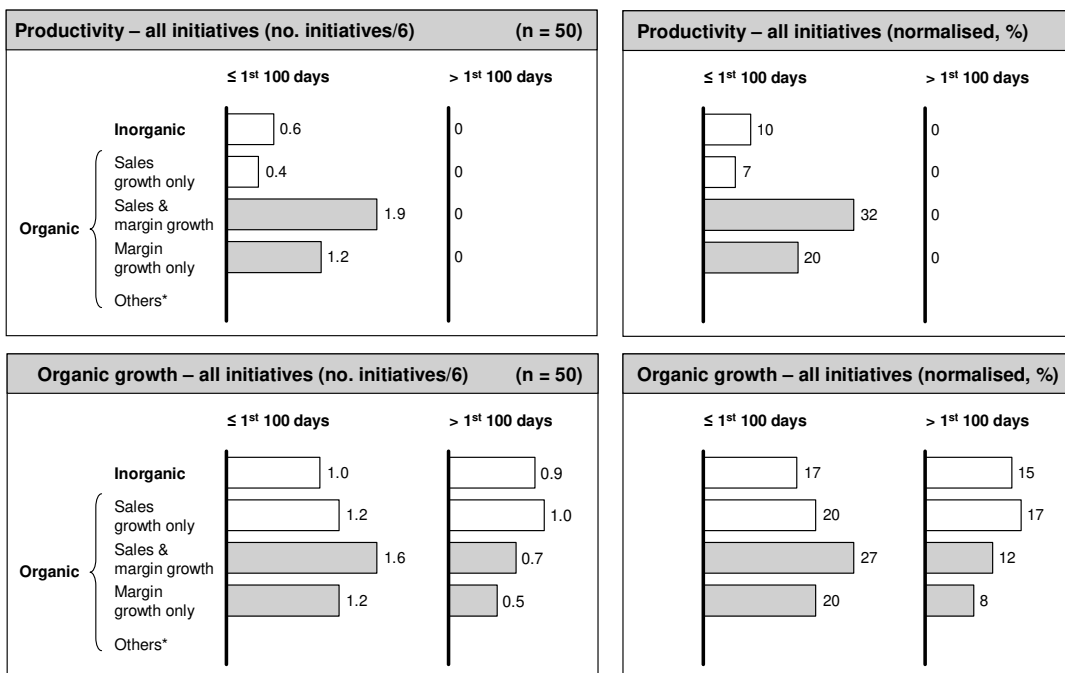 Productivity – all initiatives (no. initiatives/6) (n = 50)
≤ 1st 100 days > 1st 100 days
Inorganic 0.6 0
Sales
growth only 0.4 0
Organic
Sales &
margin growth 1.9 0
Margin
growth only 1.2 0
Others*
Productivity – all initiatives (normalised, %)
≤ 1st 100 days > 1st 100 days
10 0
7 0
32 0
20 0
Organic growth – all initiatives (no. initiatives/6) (n = 50)
≤ 1st 100 days > 1st 100 days
Inorganic 1.0 0.9
Sales
growth only 1.2 1.0
Organic
Sales &
margin growth 1.6 0.7
Margin
growth only 1.2 0.5
Others*
Organic growth – all initiatives (normalised, %)
≤ 1st 100 days > 1st 100 days
17 15
20 17
27 12
20 8